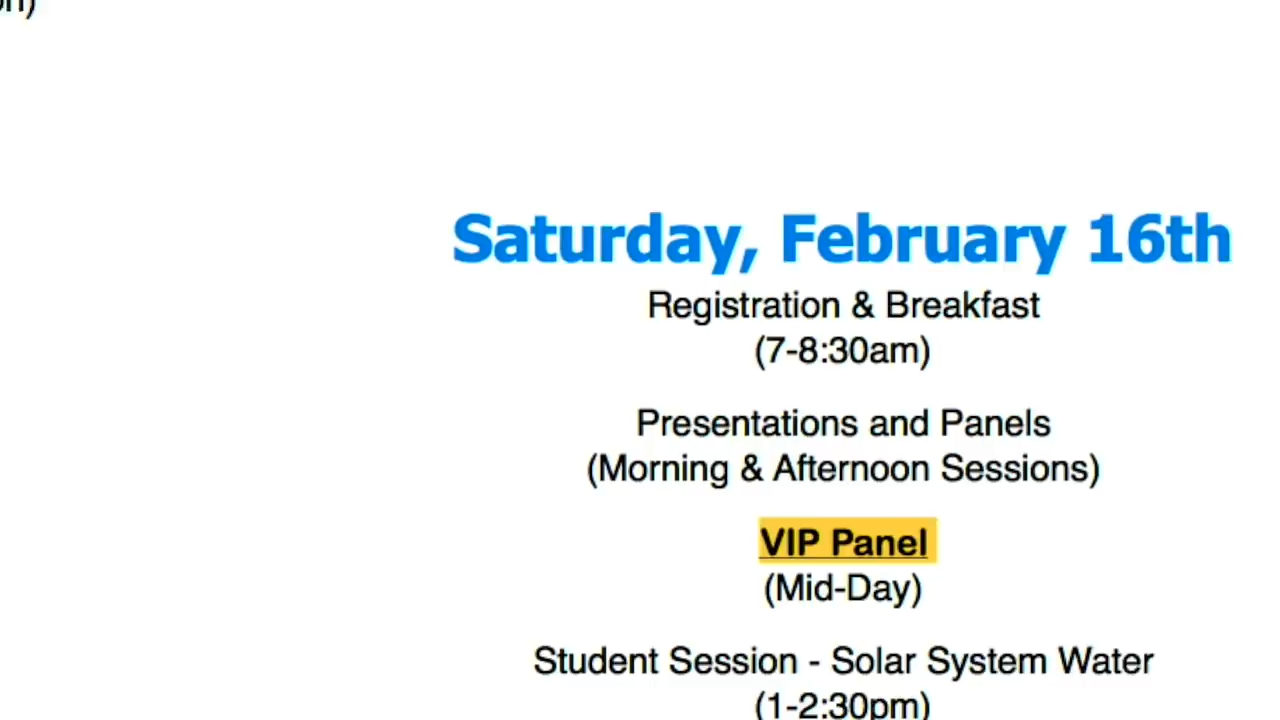 Saturday, February 16th
Registration & Breakfast
(7-8:30am)
Presentations and Panels
(Morning & Afternoon Sessions)
VIP Panel
(Mid-Day)
Student Session - Solar System Water
(1-2:30pm)